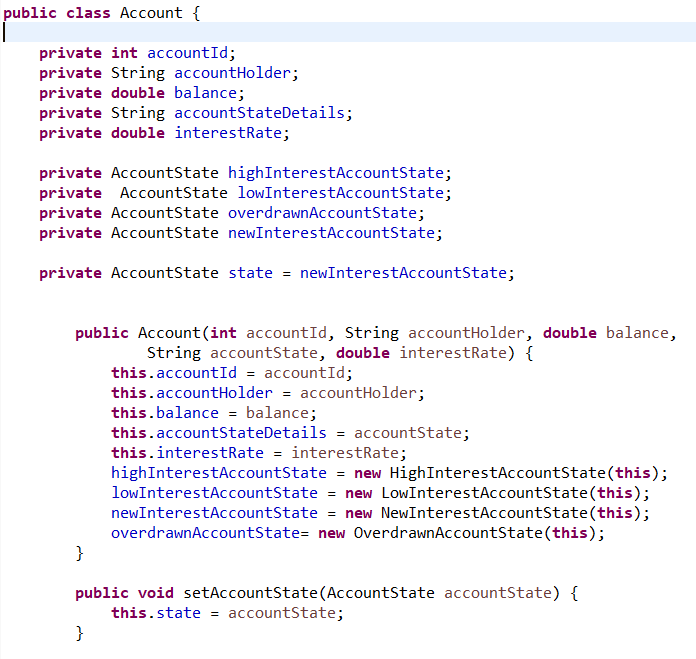 public class Account {
    private int accountId;
    private String accountHolder;
    private double balance;
    private String accountStateDetails;
    private double interestRate;
    private AccountState highInterestAccountState;
    private  AccountState lowInterestAccountState;
    private AccountState overdrawnAccountState;
    private AccountState newInterestAccountState;
    private AccountState state = newInterestAccountState;
        public Account(int accountId, String accountHolder, double balance,
                String accountState, double interestRate) {
            this.accountId = accountId;
            this.accountHolder = accountHolder;
            this.balance = balance;
            this.accountStateDetails = accountState;
            this.interestRate = interestRate;
            highInterestAccountState = new HighInterestAccountState(this);
            lowInterestAccountState = new LowInterestAccountState(this);
            newInterestAccountState = new NewInterestAccountState(this);
            overdrawnAccountState= new OverdrawnAccountState(this);
        }
        public void setAccountState(AccountState accountState) {
            this.state = accountState;
        }